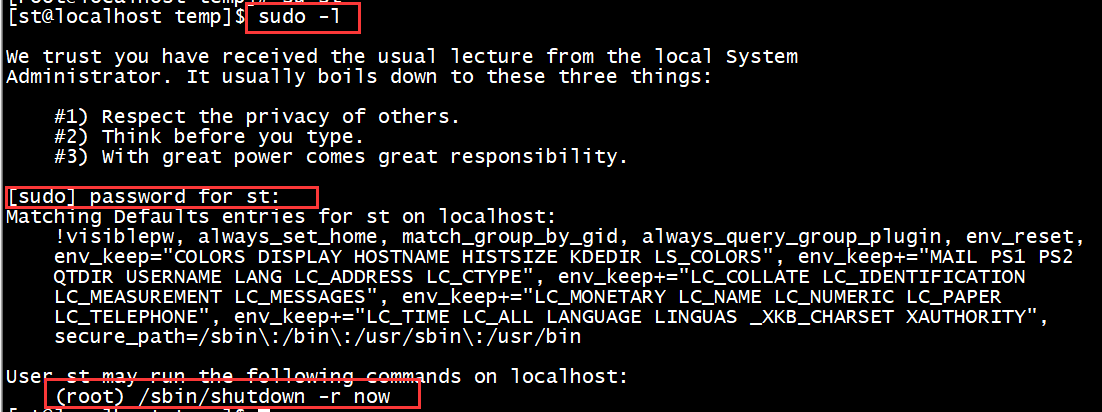 [st@localhost temp]$ sudo -l
We trust you have received the usual lecture from the local System
Administrator. It usually boils down to these three things:
#1) Respect the privacy of others.
#2) Think before you type.
#3) With great power comes great responsibility.
[sudo] password for st:
Matching Defaults entries for st on localhost:
!visiblepw, always_set_home, match_group_by_gid, always_query_group_plugin, env_reset,
env_keep="COLORS DISPLAY HOSTNAME HISTSIZE KDEDIR LS_COLORS", env_keep+="MAIL PS1 PS2
QTDIR USERNAME LANG LC_ADDRESS LC_CTYPE", env_keep+="LC_COLLATE LC_IDENTIFICATION
LC_MEASUREMENT LC_MESSAGES", env_keep+="LC_MONETARY LC_NAME LC_NUMERIC LC_PAPER
LC_TELEPHONE", env_keep+="LC_TIME LC_ALL LANGUAGE LINGUAS _XKB_CHARSET XAUTHORITY",
secure_path=/sbin\:/bin\:/usr/sbin\:/usr/bin
User st may run the following commands on localhost:
(root) /sbin/shutdown -r now